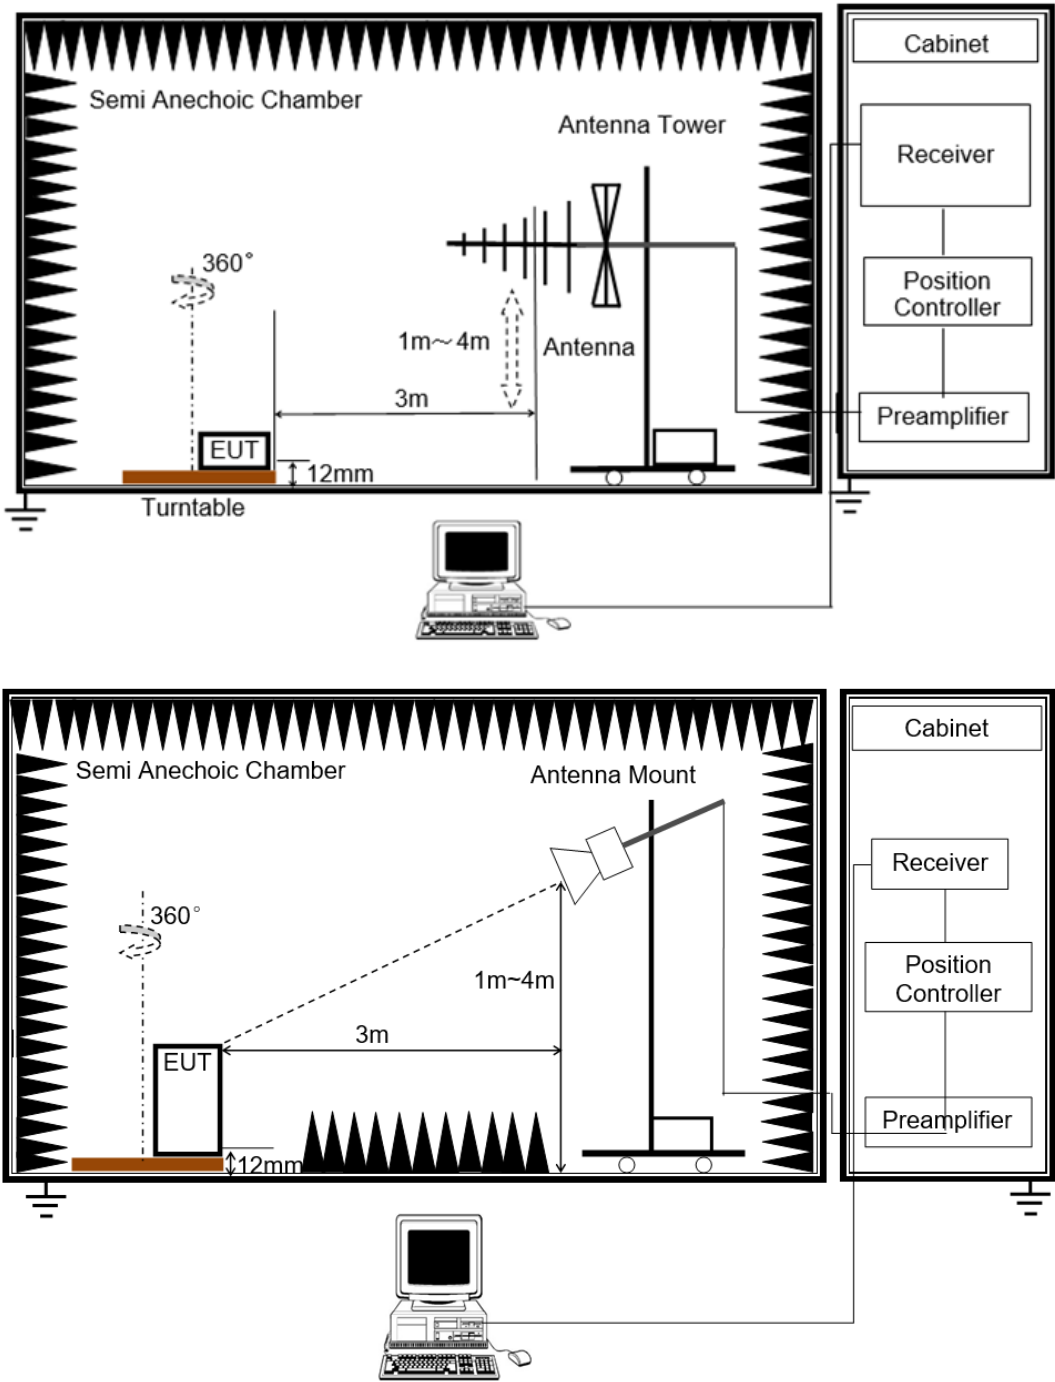 Cabinet
Semi Anechoic Chamber
Antenna Tower
Receiver
360°
Position
Controller
1m～4m
Antenna
3m
Preamplifier
EUT
12mm
Turntable
Cabinet
Semi Anechoic Chamber
Antenna Mount
Receiver
360°
Position
Controller
1m~4m
3m
EUT
Preamplifier
12mm